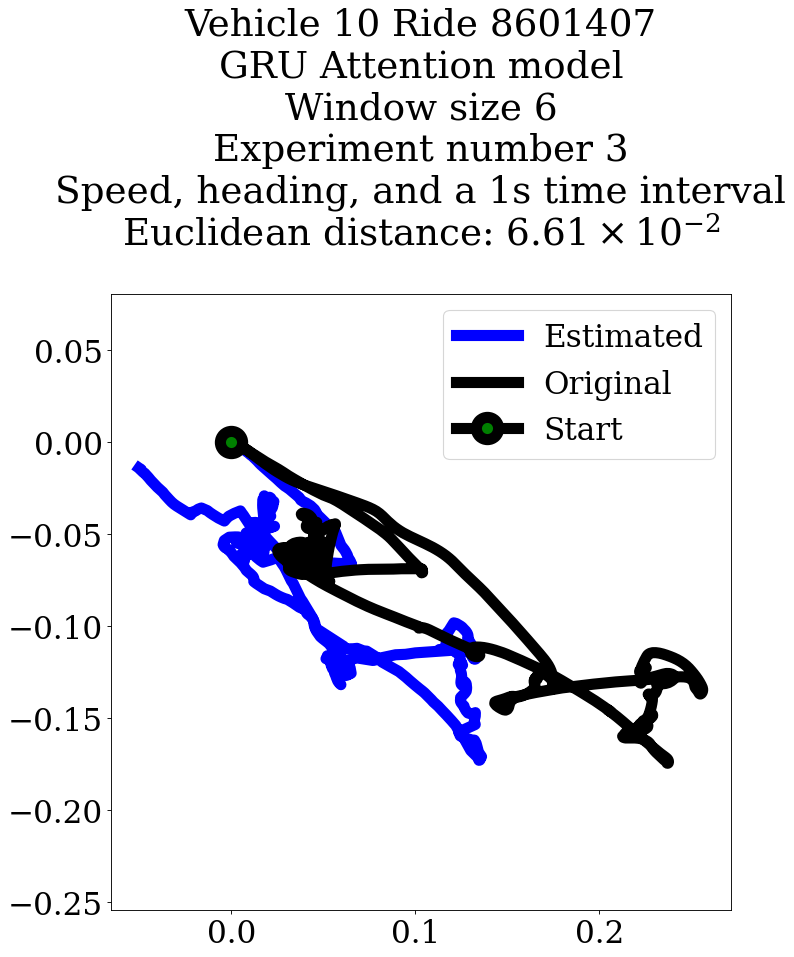 Vehicle 10 Ride 8601407
GRU Attention model
Window size 6
Experiment number 3
Speed, heading, and a 1s time interval
Euclidean distance: 6.61 × 10⁻²
Estimated
Original
Start
0.05
0.00
−0.05
−0.10
−0.15
−0.20
−0.25
0.0 0.1 0.2